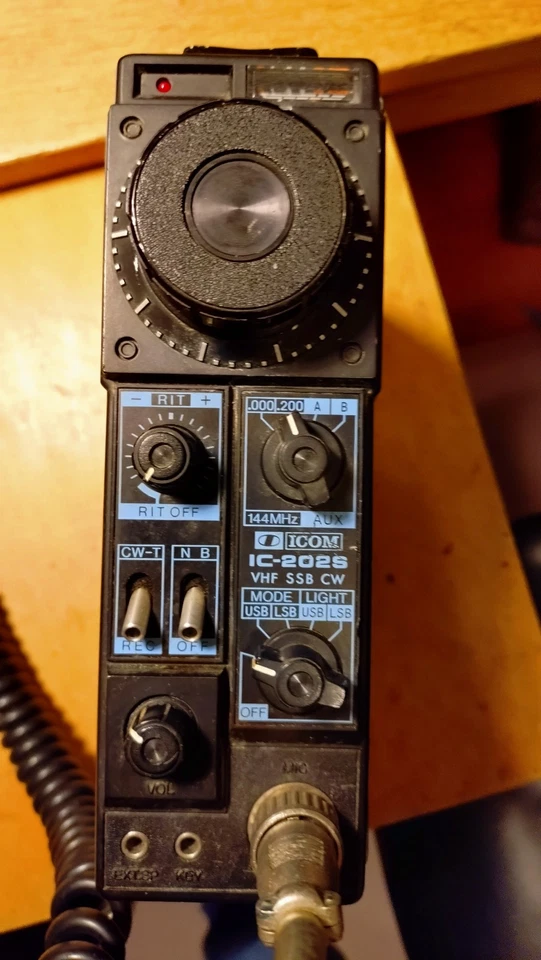 - RIT +
RIT OFF
.000 .200 A B
144MHz AUX
ICOM
IC-202S
VHF SSB CW
CW-T N B
REC OFF
MODE LIGHT
USB LSB USB LSB
OFF
VOL
MIC
EXT.SP KEY